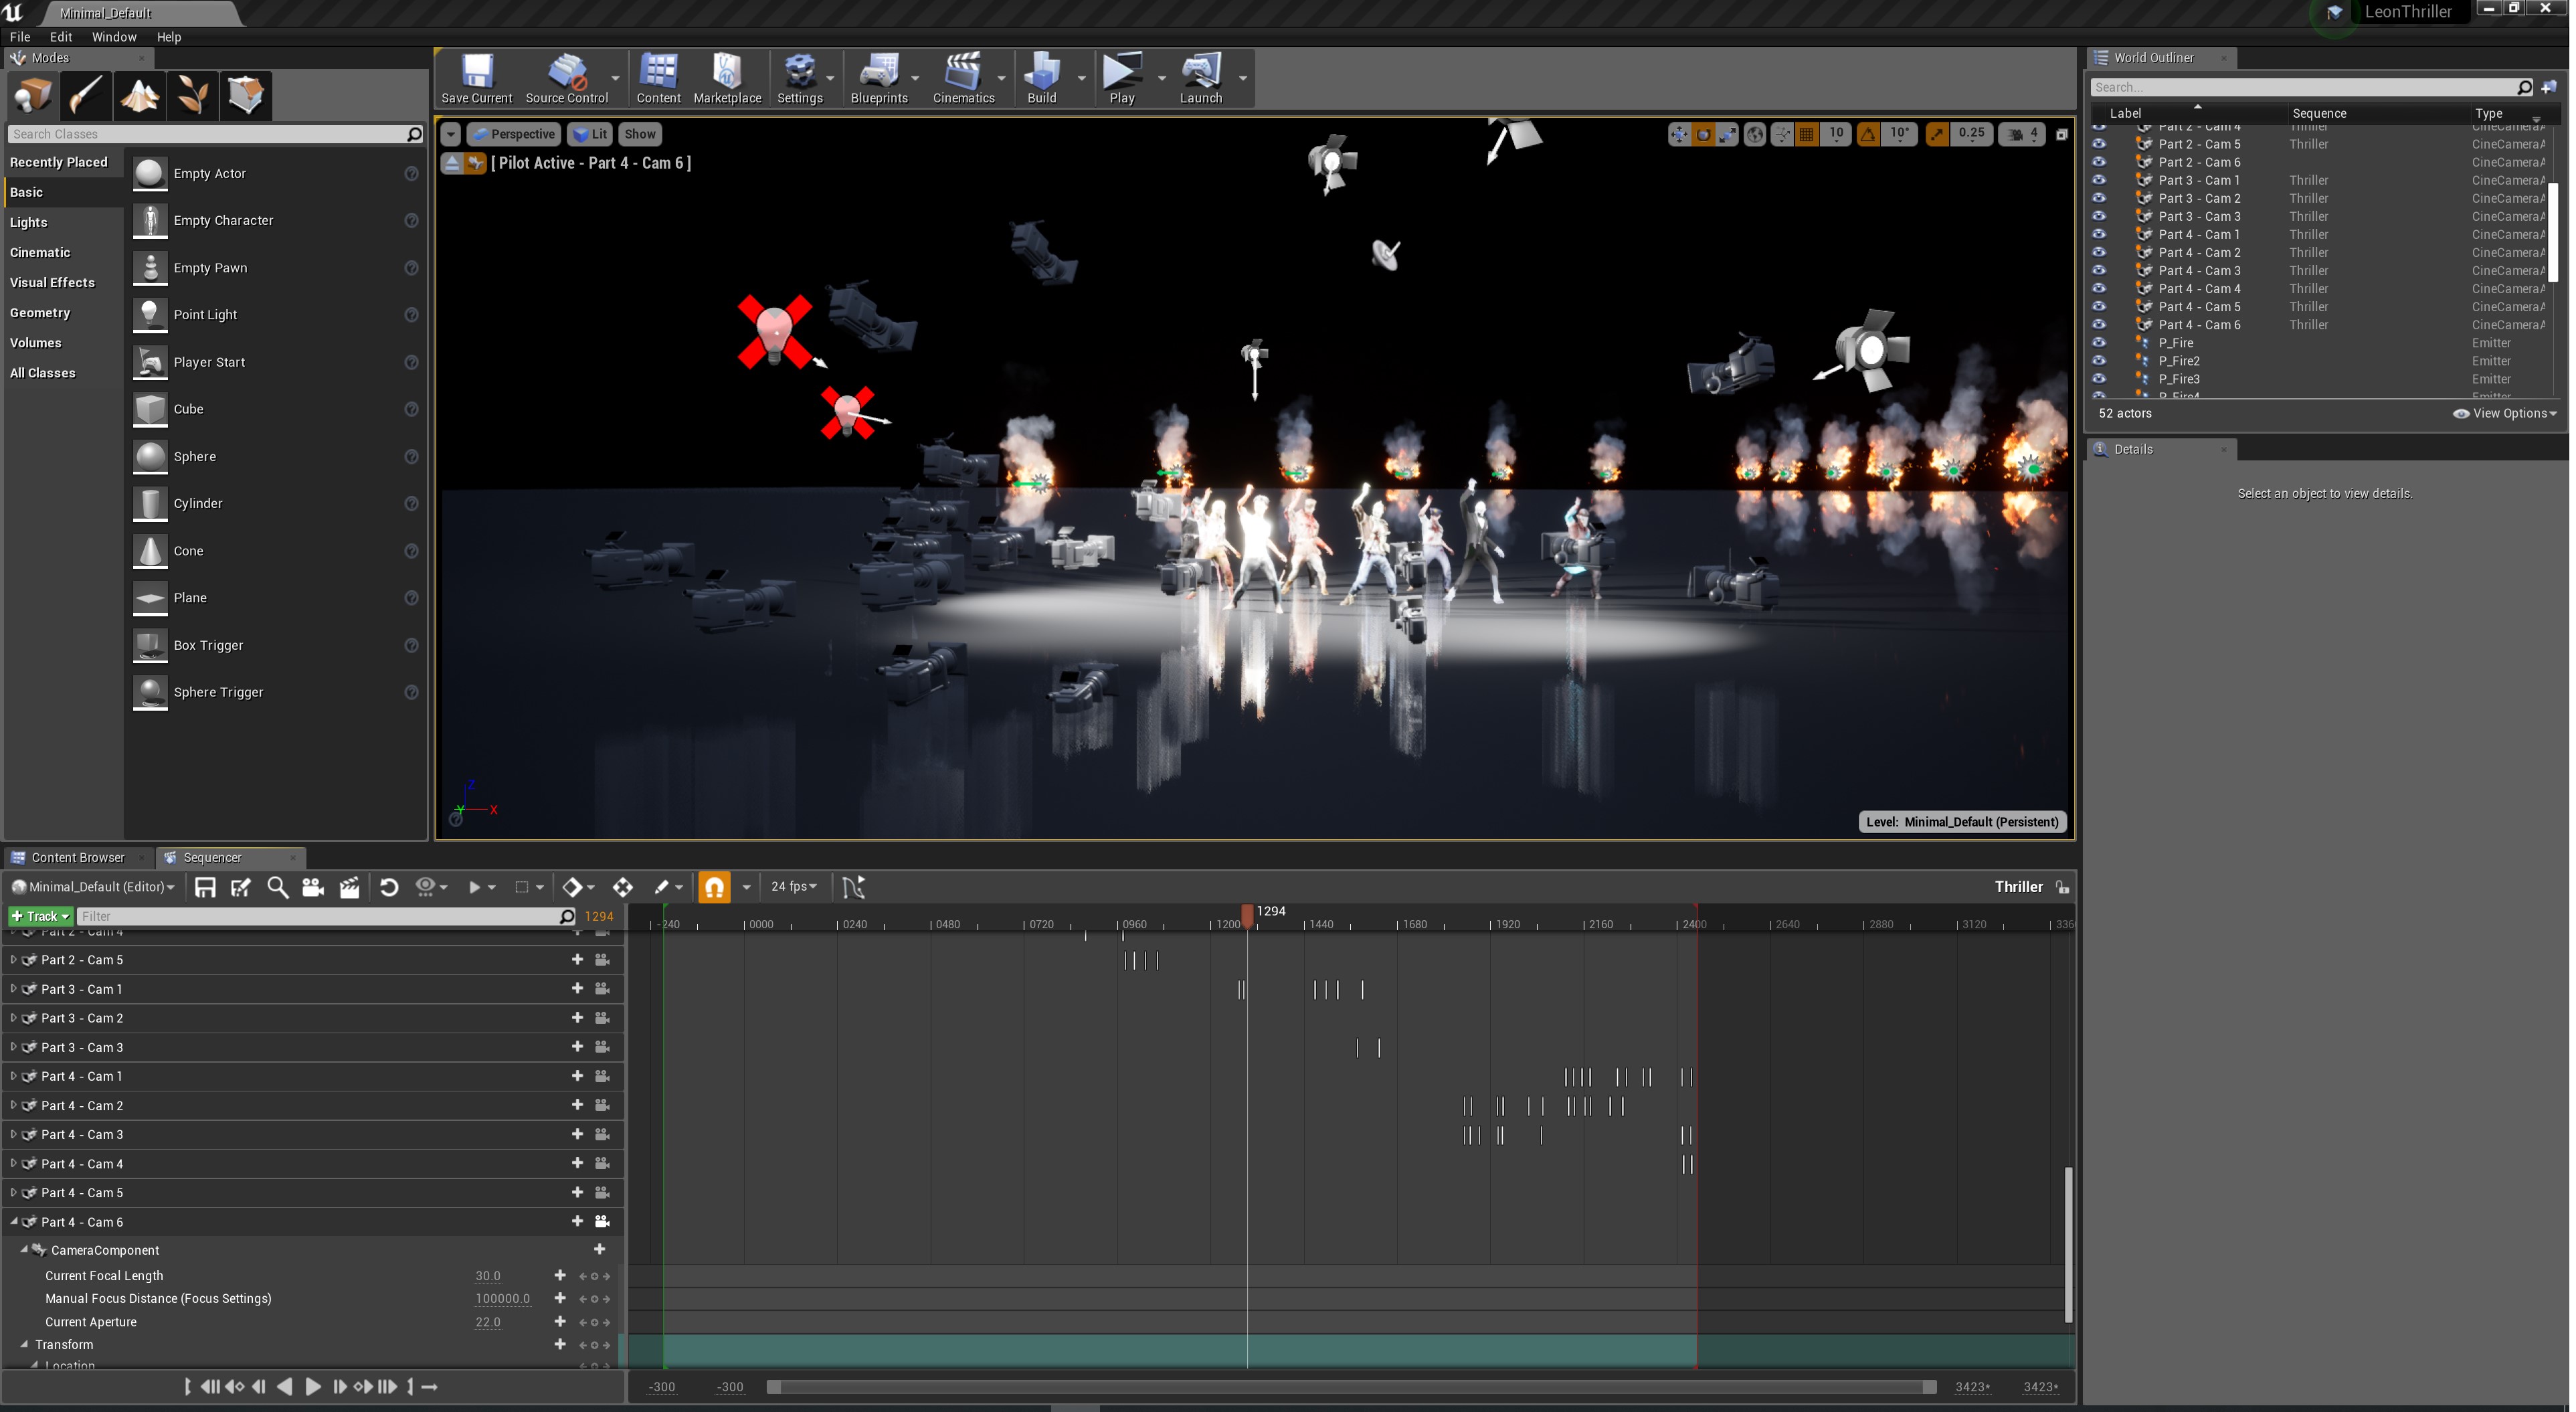 Minimal_Default
LeonThriller
File Edit Window Help
Modes
Search Classes
Recently Placed
Basic
Lights
Cinematic
Visual Effects
Geometry
Volumes
All Classes
Empty Actor
Empty Character
Empty Pawn
Point Light
Player Start
Cube
Sphere
Cylinder
Cone
Plane
Box Trigger
Sphere Trigger
Save Current Source Control Content Marketplace Settings Blueprints Cinematics Build Play Launch
Perspective Lit Show 10 10° 0.25 4
[ Pilot Active - Part 4 - Cam 6 ]
Z
Y X
Level: Minimal_Default (Persistent)
World Outliner
Search...
Label Sequence Type
Part 2 - Cam 4 Thriller CineCameraA
Part 2 - Cam 5 Thriller CineCameraA
Part 2 - Cam 6 CineCameraA
Part 3 - Cam 1 Thriller CineCameraA
Part 3 - Cam 2 Thriller CineCameraA
Part 3 - Cam 3 Thriller CineCameraA
Part 4 - Cam 1 Thriller CineCameraA
Part 4 - Cam 2 Thriller CineCameraA
Part 4 - Cam 3 Thriller CineCameraA
Part 4 - Cam 4 Thriller CineCameraA
Part 4 - Cam 5 Thriller CineCameraA
Part 4 - Cam 6 Thriller CineCameraA
P_Fire Emitter
P_Fire2 Emitter
P_Fire3 Emitter
P_Fire4 Emitter
52 actors View Options
Details
Select an object to view details.
Content Browser Sequencer
Minimal_Default (Editor) 24 fps Thriller
+ Track Filter 1294
1294
-240 0000 0240 0480 0720 0960 1200 1440 1680 1920 2160 2400 2640 2880 3120 336
Part 2 - Cam 4
Part 2 - Cam 5
Part 3 - Cam 1
Part 3 - Cam 2
Part 3 - Cam 3
Part 4 - Cam 1
Part 4 - Cam 2
Part 4 - Cam 3
Part 4 - Cam 4
Part 4 - Cam 5
Part 4 - Cam 6
CameraComponent
Current Focal Length 30.0
Manual Focus Distance (Focus Settings) 100000.0
Current Aperture 22.0
Transform
Location
-300 -300 3423* 3423*